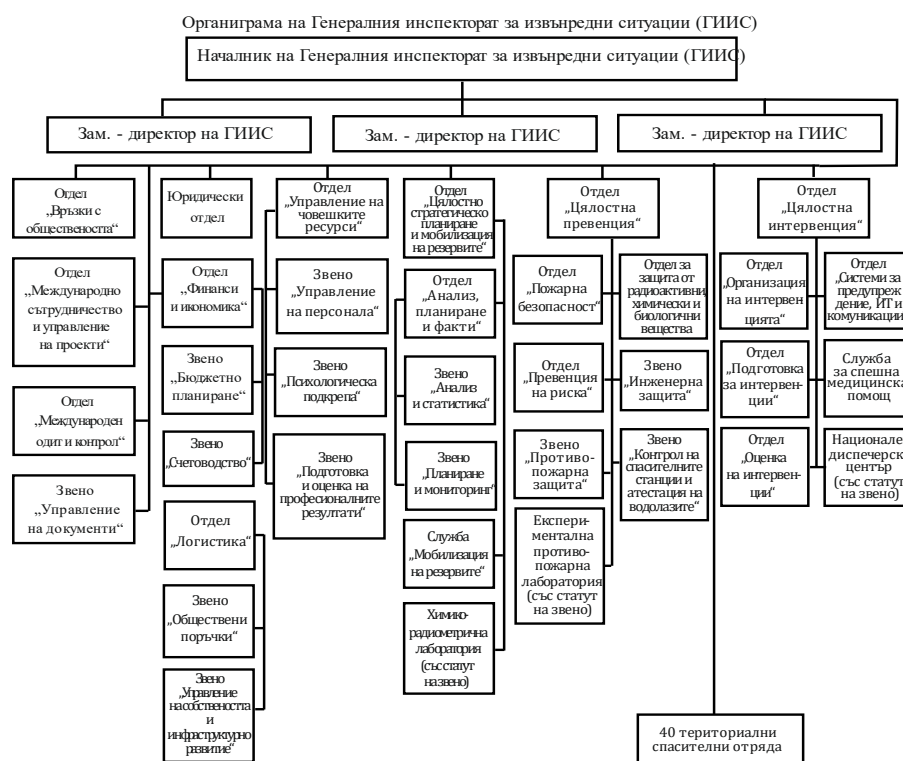 Органиграма на Генералния инспекторат за извънредни ситуации (ГИИС)
Началник на Генералния инспекторат за извънредни ситуации (ГИИС)
Зам. - директор на ГИИС
Зам. - директор на ГИИС
Зам. - директор на ГИИС
Отдел
„Връзки с
обществеността“
Юридически
отдел
Отдел
„Управление на
човешките
ресурси“
Отдел
„Цялостно
стратегическо
планиране
и мобилизация
на резервите“
Отдел
„Цялостна
превенция“
Отдел
„Цялостна
интервенция“
Отдел
„Международно
сътрудничество
и управление
на проекти“
Отдел
„Финанси
и икономика“
Звено
„Управление
на персонала“
Отдел
„Анализ,
планиране
и факти“
Отдел
„Пожарна
безопасност“
Отдел за
защита от
радиоактивни,
химически и
биологични
вещества
Отдел
„Организация
на интервен
цията“
Отдел
„Системи за
предупреж
дение, ИТ и
комуникации“
Отдел
„Международен
одит и контрол“
Звено
„Бюджетно
планиране“
Звено
„Психологическа
подкрепа“
Звено
„Анализ
и статистика“
Отдел
„Превенция
на риска“
Звено
„Инженерна
защита“
Отдел
„Подготовка
за интервен-
ции“
Служба
за спешна
медицинска
помощ
Звено
„Управление
на документи“
Звено
„Счетоводство“
Звено
„Подготовка
и оценка на
професионалните
резултати“
Звено
„Планиране
и мониторинг“
Звено
„Противо-
пожарна
защита“
Звено
„Контрол на
спасителните
станции и
атестация на
водолазите“
Отдел
„Оценка
на интервен-
ции“
Национален
диспечерски
център
(със статут
на звено)
Отдел
„Логистика“
Служба
„Мобилизация
на резервите“
Експери-
ментална
противо-
пожарна
лаборатория
(със статут
на звено)
Звено
„Обществени
поръчки“
Химико-
радиометрична
лаборатория
(със статут
на звено)
Звено
„Управление
на собствеността
и
инфраструктурно
развитие“
40 териториални
спасителни отряда